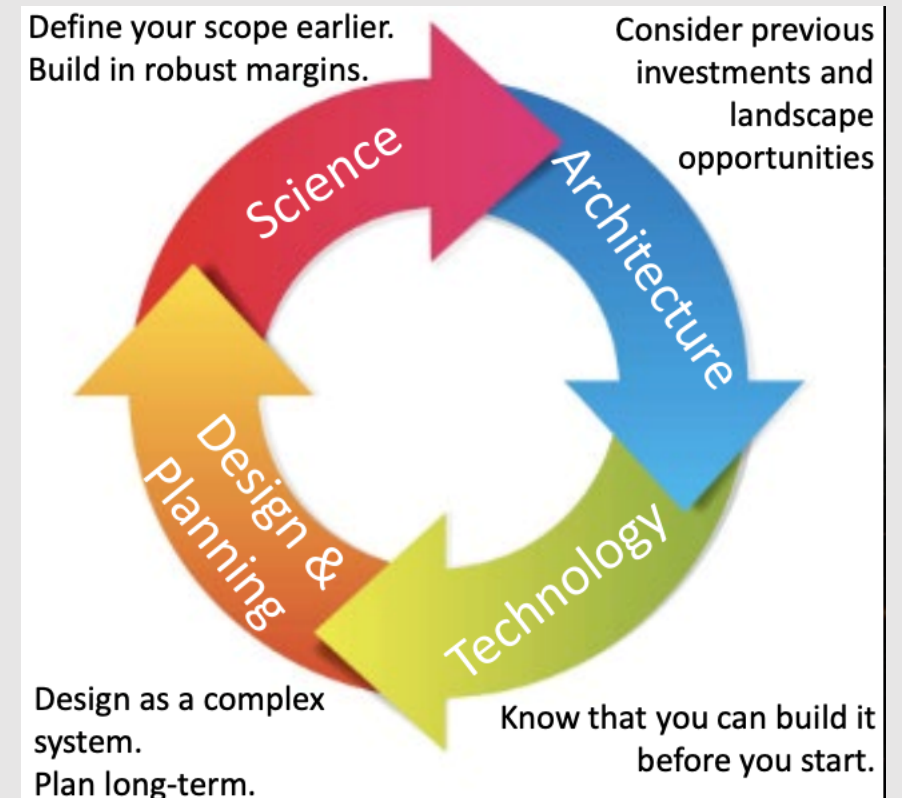 Define your scope earlier.
Build in robust margins.
Consider previous
investments and
landscape
opportunities
Science
Architecture
Technology
Design &
Planning
Design as a complex
system.
Plan long-term.
Know that you can build it
before you start.